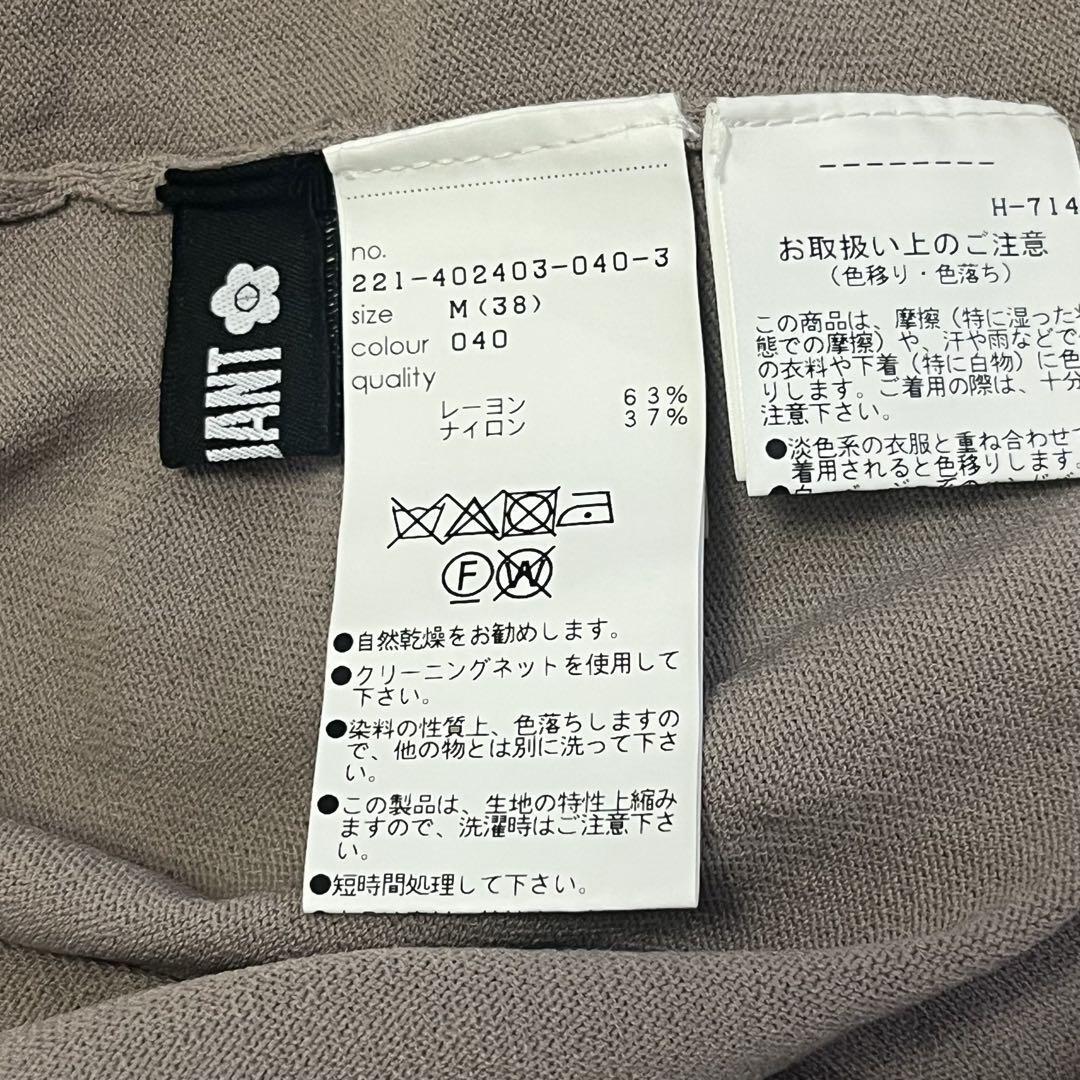 no.
221-402403-040-3
size M(38)
colour 040
quality
レーヨン 63%
ナイロン 37%
F
W
●自然乾燥をお勧めします。
●クリーニングネットを使用して
下さい。
●染料の性質上、色落ちしますの
で、他の物とは別に洗って下さ
い。
●この製品は、生地の特性上縮み
ますので、洗濯時はご注意下さ
い。
●短時間処理して下さい。
--------
H-714
お取扱い上のご注意
(色移り・色落ち)
この商品は、摩擦(特に湿った
態での摩擦)や、汗や雨などで
の衣料や下着(特に白物)に色
りします。ご着用の際は、十分
注意下さい。
●淡色系の衣服と重ね合わせ
着用されると色移りします。